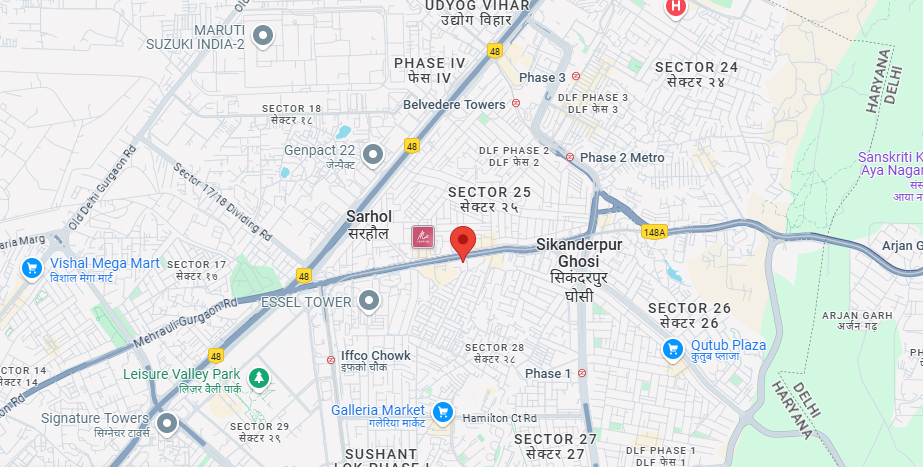 UDYOG VIHAR
उद्योग विहार
H
MARUTI
SUZUKI INDIA-2
48
PHASE IV
फेस IV
Phase 3
SECTOR 24
सेक्टर २४
HARYANA
DELHI
Belvedere Towers
DLF PHASE 3
DLF फेस 3
SECTOR 18
सेक्टर १८
48
Genpact 22
जेनपैक्ट
DLF PHASE 2
DLF फेस 2
Phase 2 Metro
Old Delhi Gurgaon Rd
Sector 17/18 Dividing Rd
SECTOR 25
सेक्टर २५
Sarhol
सरहौल
148A
Sikanderpur
Ghosi
सिकंदरपुर
घोसी
Marg
Vishal Mega Mart
विशाल मेगा मार्ट
SECTOR 17
सेक्टर १७
48
ESSEL TOWER
Mehrauli-Gurgaon Rd
SECTOR 26
सेक्टर 26
ARJAN GARH
अर्जन गढ़
48
Iffco Chowk
इफको चौक
SECTOR 28
सेक्टर २८
Qutub Plaza
कुतुब प्लाजा
SECTOR 14
सेक्टर 14
Leisure Valley Park
लिज़र वैली पार्क
Phase 1
DELHI
HARYANA
Galleria Market
गलेरिया मार्केट
Hamilton Ct Rd
Signature Towers
सिग्नेचर टावर्स
SECTOR 29
सेक्टर २९
SECTOR 27
सेक्टर 27
DLF PHASE 1
DLF फेस 1
SUSHANT
LOK PHASE I